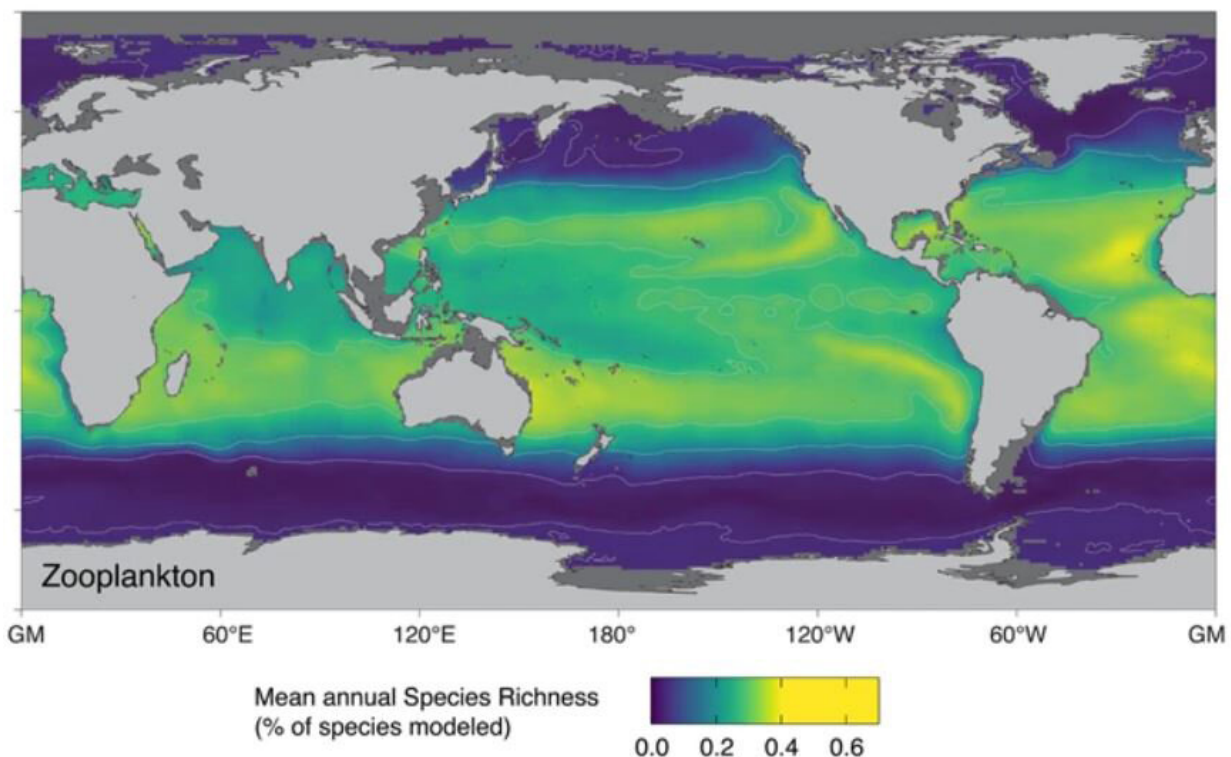 Zooplankton
GM 60°E 120°E 180° 120°W 60°W GM
Mean annual Species Richness
(% of species modeled)
0.0 0.2 0.4 0.6